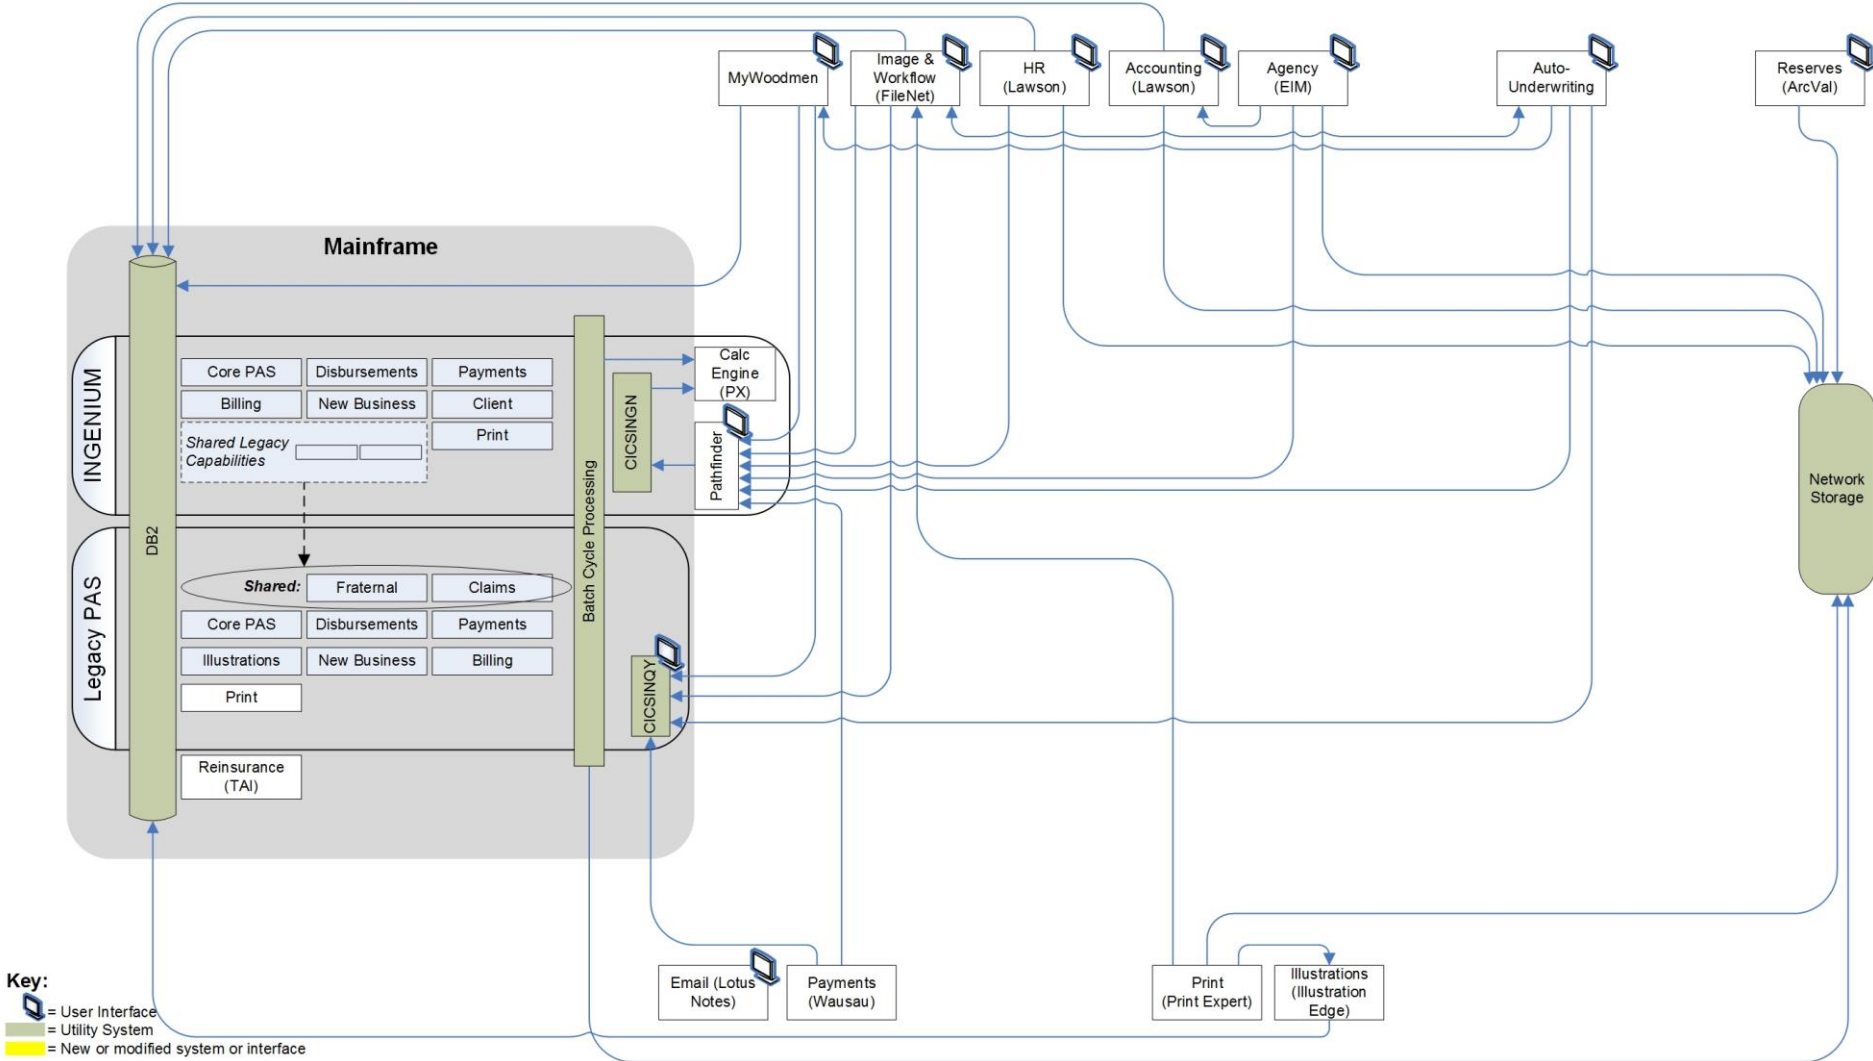 MyWoodmen
Image &
Workflow
(FileNet)
HR
(Lawson)
Accounting
(Lawson)
Agency
(EIM)
Auto-
Underwriting
Reserves
(ArcVal)
Mainframe
INGENIUM
Core PAS
Disbursements
Payments
Billing
New Business
Client
Shared Legacy
Capabilities
Print
DB2
Batch Cycle Processing
CICSINGN
Calc
Engine
(PX)
Pathfinder
Network
Storage
Legacy PAS
Shared:
Fraternal
Claims
Core PAS
Disbursements
Payments
Illustrations
New Business
Billing
Print
CICSINQY
Reinsurance
(TAI)
Email (Lotus
Notes)
Payments
(Wausau)
Print
(Print Expert)
Illustrations
(Illustration
Edge)
Key:
= User Interface
= Utility System
= New or modified system or interface